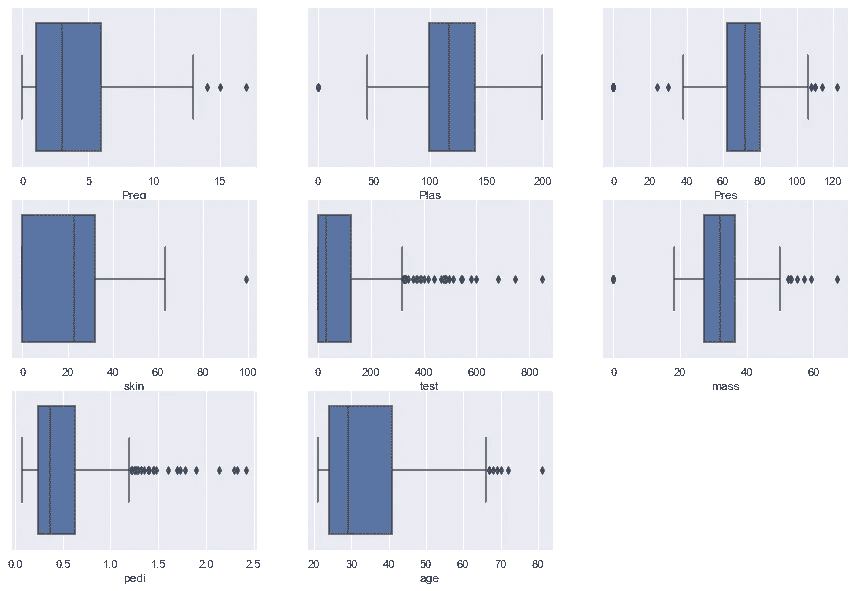 0 5 10 15
Preg
0 50 100 150 200
Plas
0 20 40 60 80 100 120
Pres
0 20 40 60 80 100
skin
0 200 400 600 800
test
0 20 40 60
mass
0.0 0.5 1.0 1.5 2.0 2.5
pedi
20 30 40 50 60 70 80
age